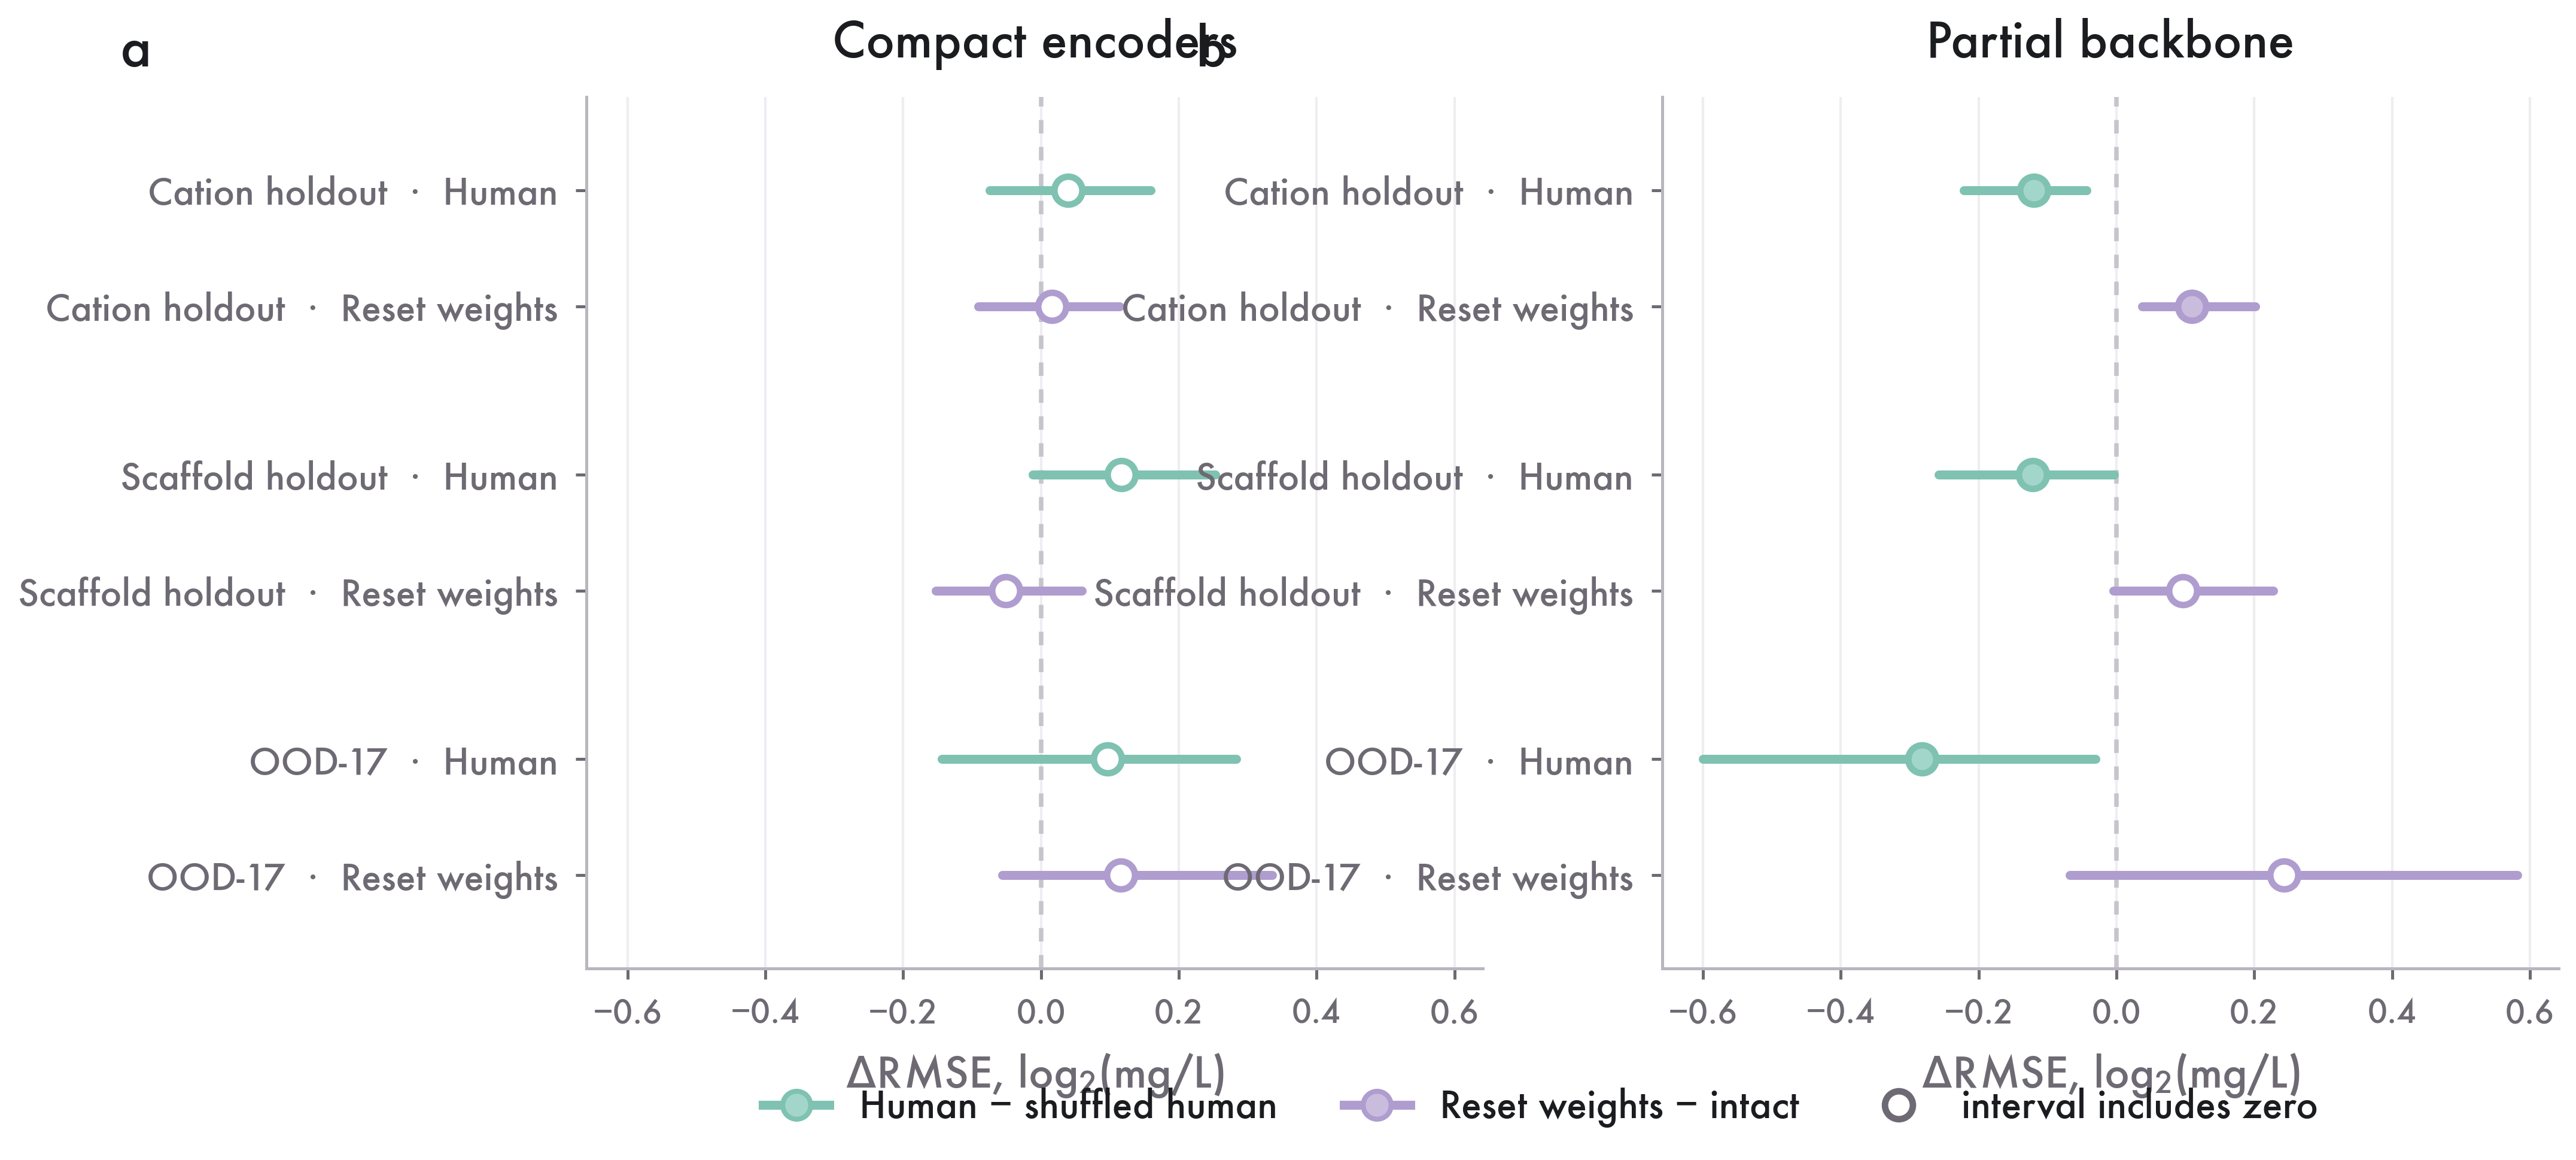 a
Compact encoders
b
Partial backbone
Cation holdout · Human
Cation holdout · Reset weights
Scaffold holdout · Human
Scaffold holdout · Reset weights
OOD-17 · Human
OOD-17 · Reset weights
−0.6 −0.4 −0.2 0.0 0.2 0.4 0.6
ΔRMSE, log₂(mg/L)
Cation holdout · Human
Cation holdout · Reset weights
Scaffold holdout · Human
Scaffold holdout · Reset weights
OOD-17 · Human
OOD-17 · Reset weights
−0.6 −0.4 −0.2 0.0 0.2 0.4 0.6
ΔRMSE, log₂(mg/L)
Human − shuffled human
Reset weights − intact
interval includes zero